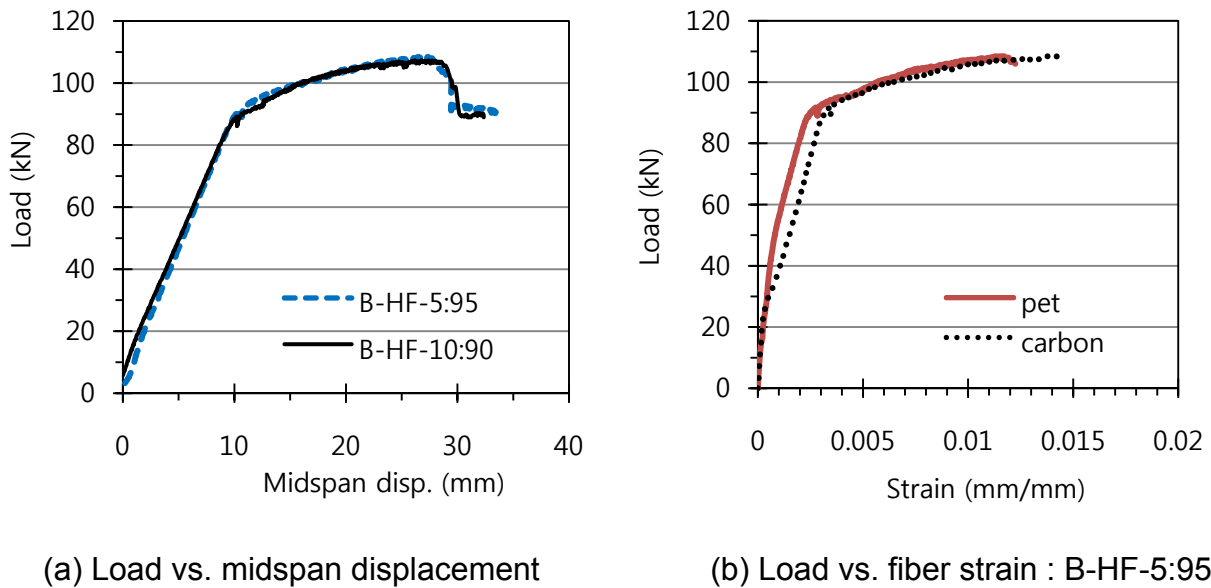 120
100
80
60
40
20
0
Load (kN)
B-HF-5:95
B-HF-10:90
0 10 20 30 40
Midspan disp. (mm)
(a) Load vs. midspan displacement
120
100
80
60
40
20
0
Load (kN)
pet
carbon
0 0.005 0.01 0.015 0.02
Strain (mm/mm)
(b) Load vs. fiber strain : B-HF-5:95